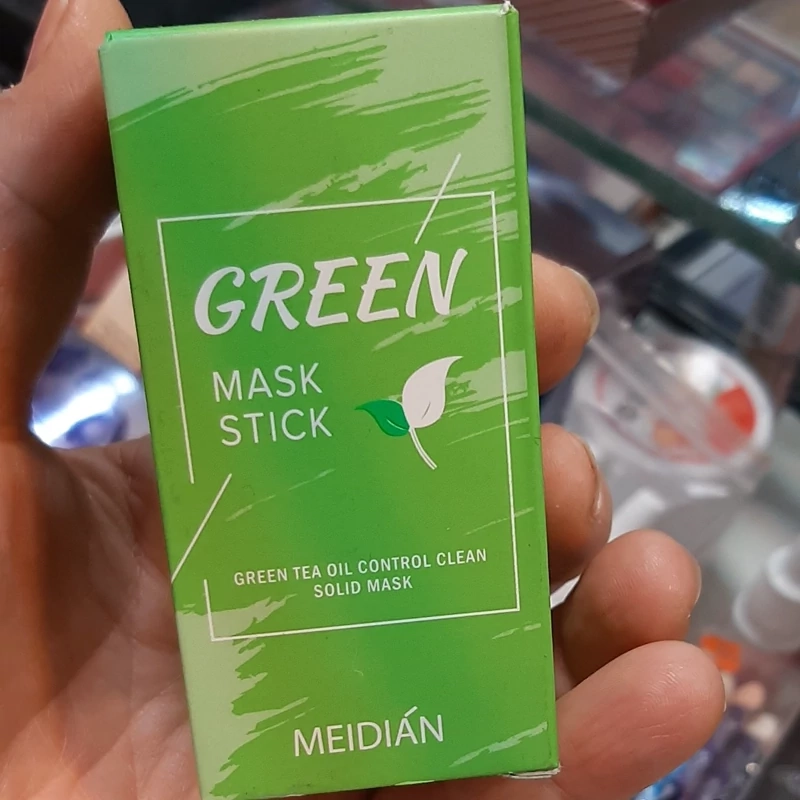 GREEN
MASK
STICK
GREEN TEA OIL CONTROL CLEAN
SOLID MASK
MEIDIÁN